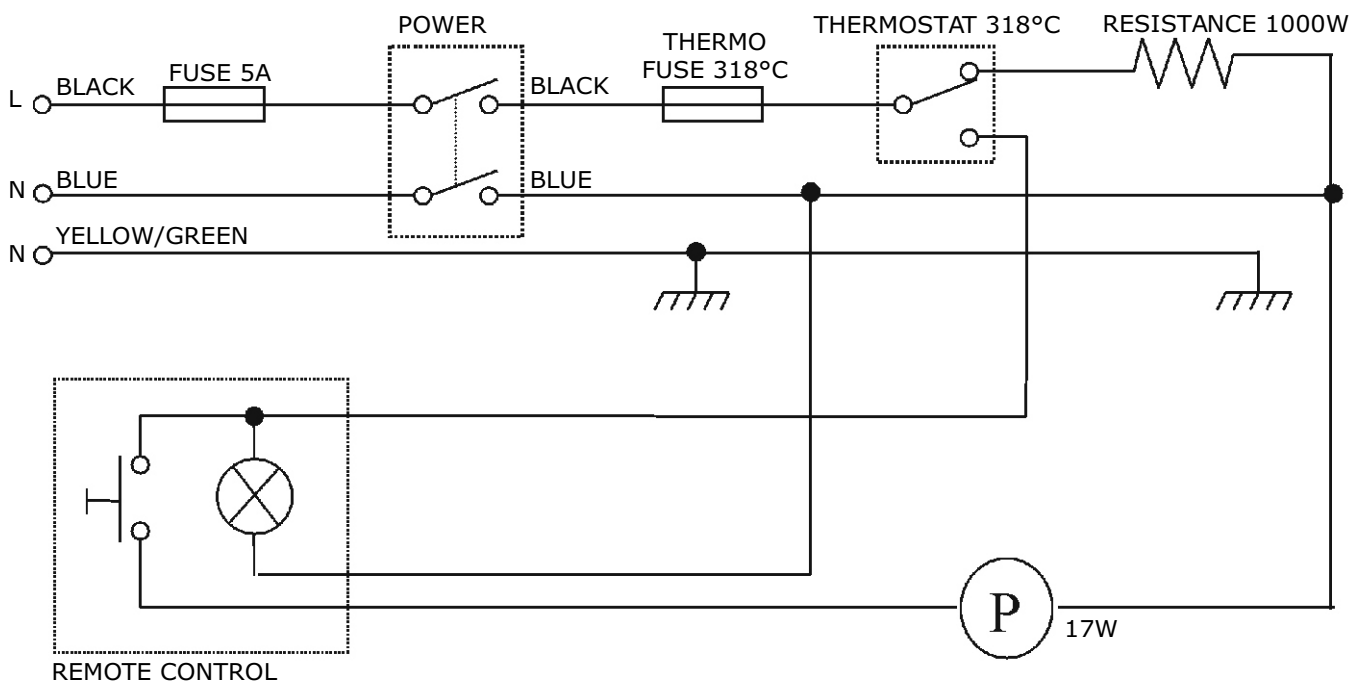 POWER
THERMOSTAT 318°C
RESISTANCE 1000W
THERMO
FUSE 318°C
FUSE 5A
L
BLACK
BLACK
N
BLUE
BLUE
N
YELLOW/GREEN
P
17W
REMOTE CONTROL